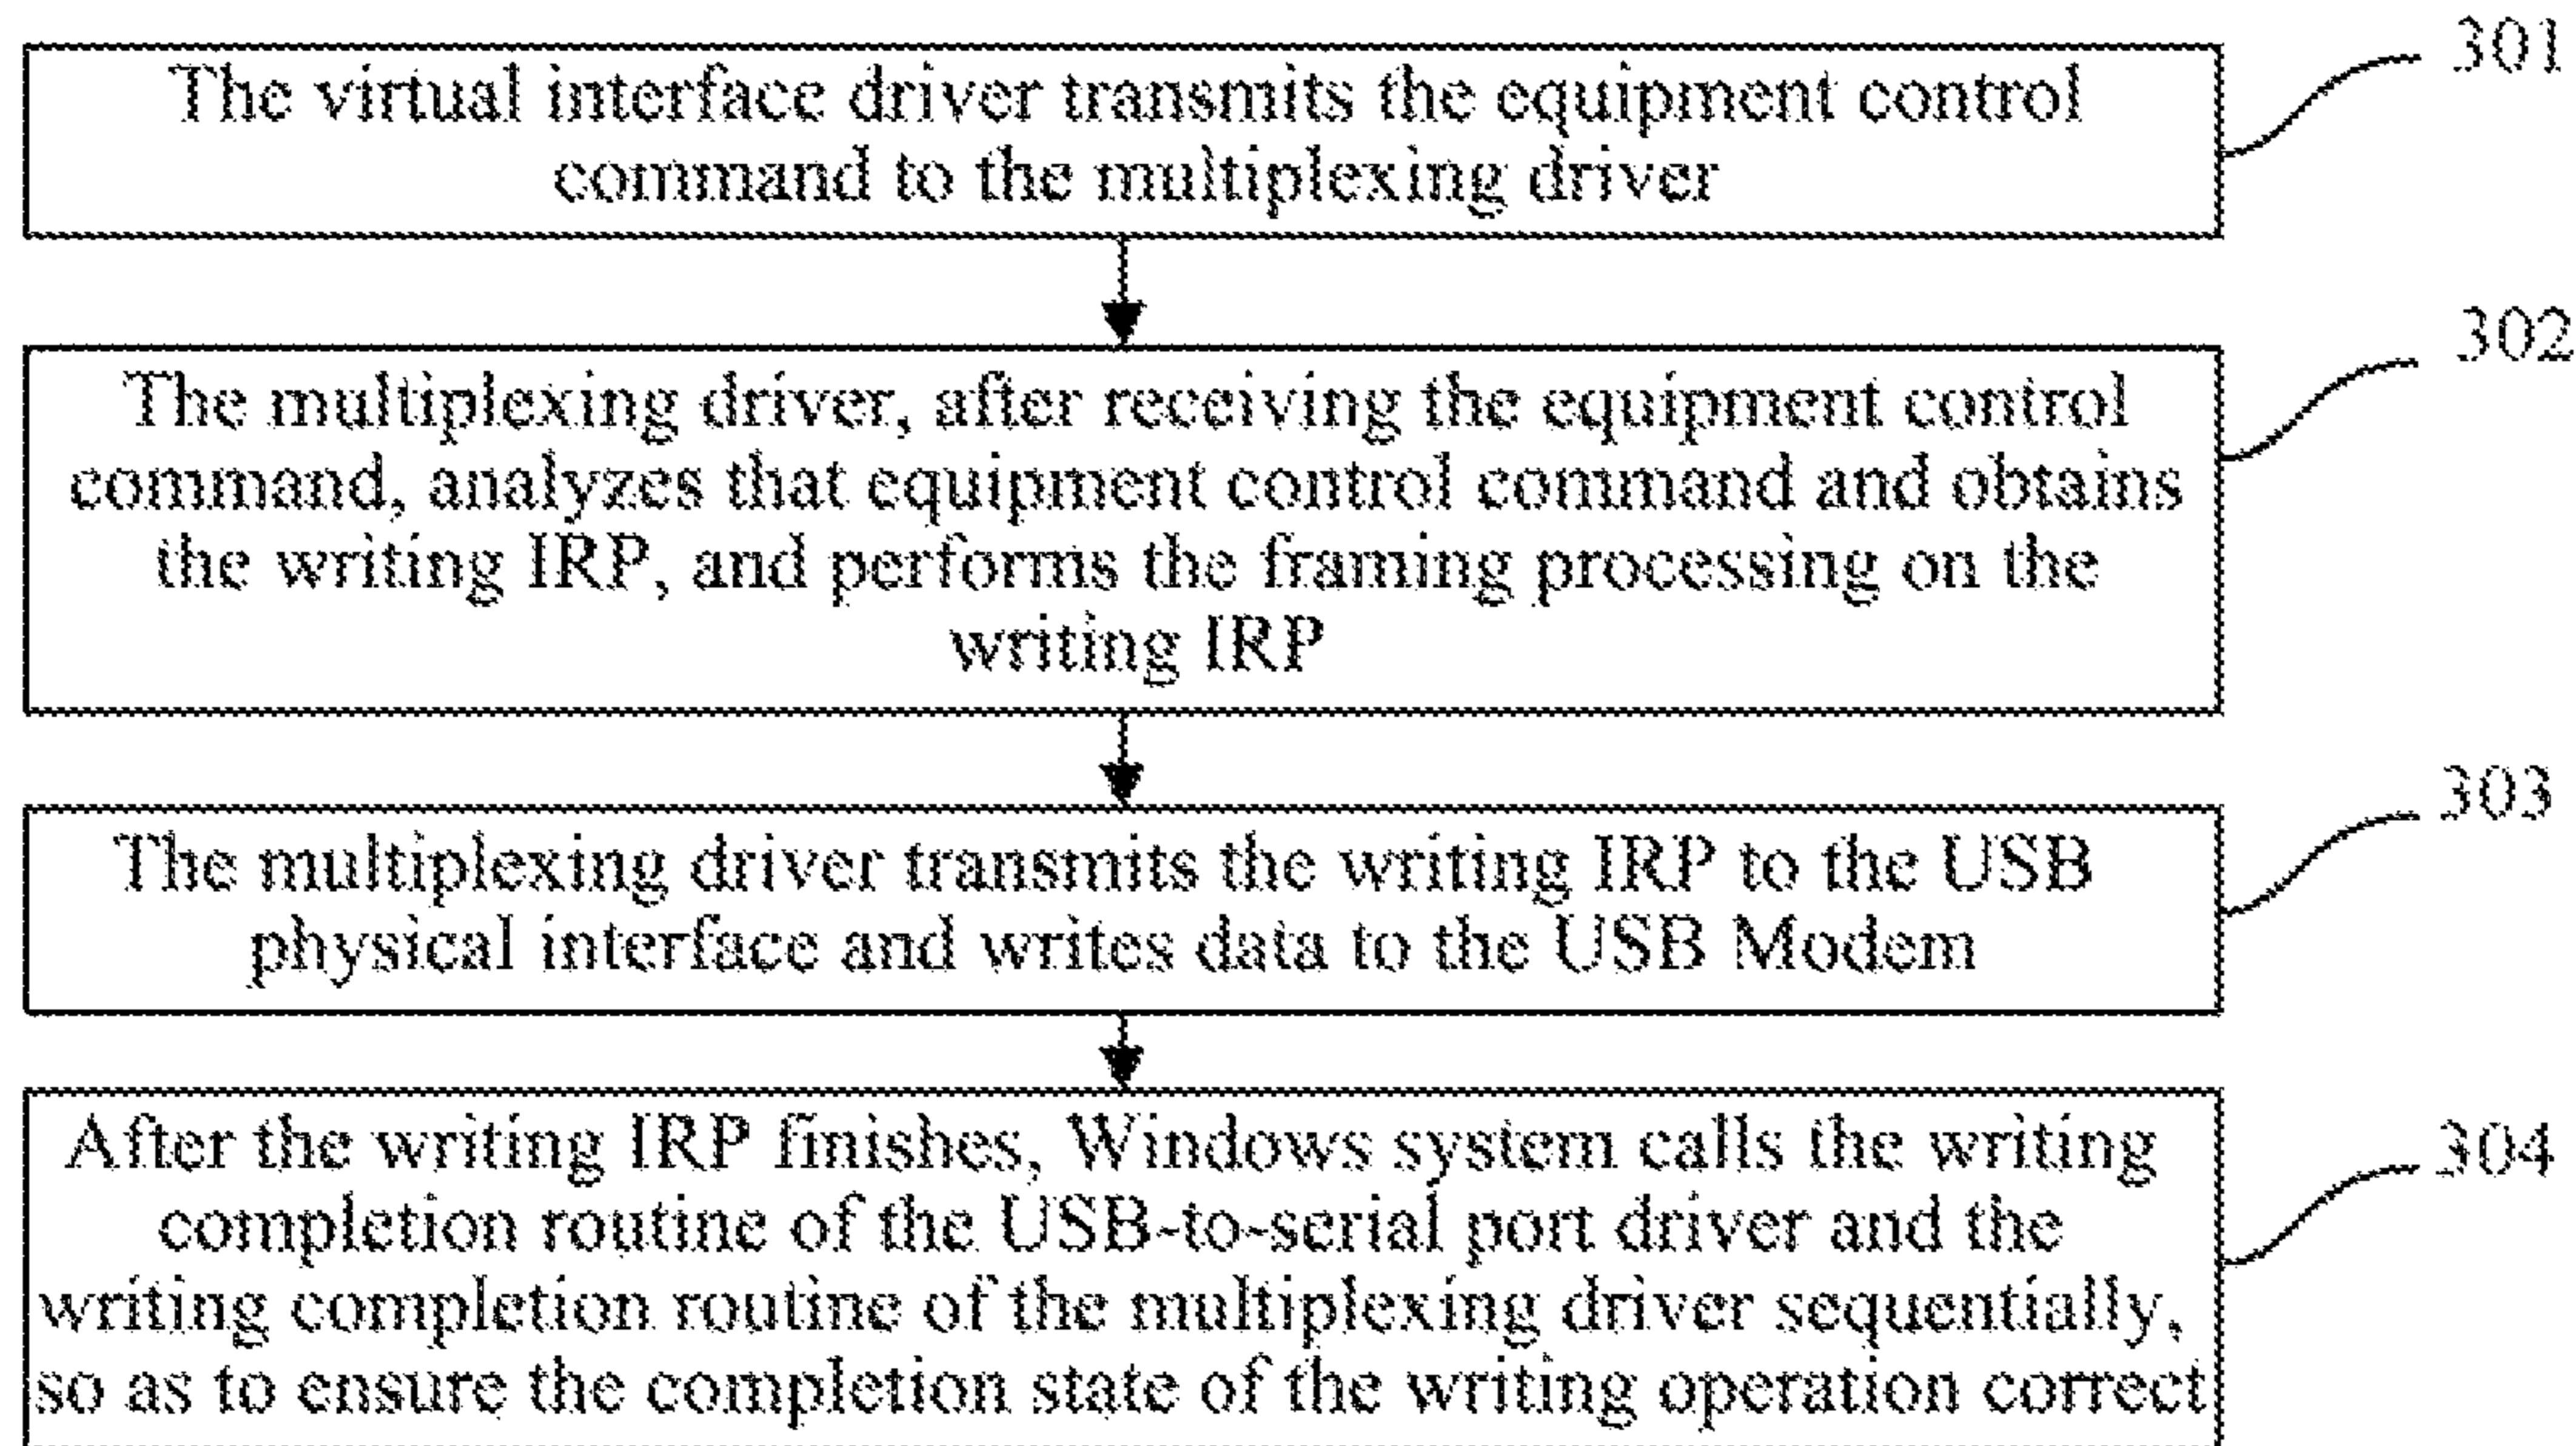 301
The virtual interface driver transmits the equipment control
command to the multiplexing driver
302
The multiplexing driver, after receiving the equipment control
command, analyzes that equipment control command and obtains
the writing IRP, and performs the framing processing on the
writing IRP
303
The multiplexing driver transmits the writing IRP to the USB
physical interface and writes data to the USB Modem
304
After the writing IRP finishes, Windows system calls the writing
completion routine of the USB-to-serial port driver and the
writing completion routine of the multiplexing driver sequentially,
so as to ensure the completion state of the writing operation correct